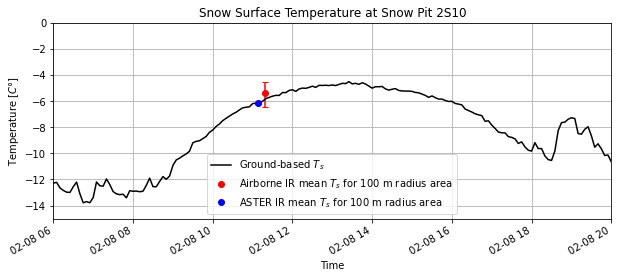 Snow Surface Temperature at Snow Pit 2S10
Temperature [C°]
0
−2
−4
−6
−8
−10
−12
−14
Ground-based Ts
Airborne IR mean Ts for 100 m radius area
ASTER IR mean Ts for 100 m radius area
02-08 06
02-08 08
02-08 10
02-08 12
02-08 14
02-08 16
02-08 18
02-08 20
Time